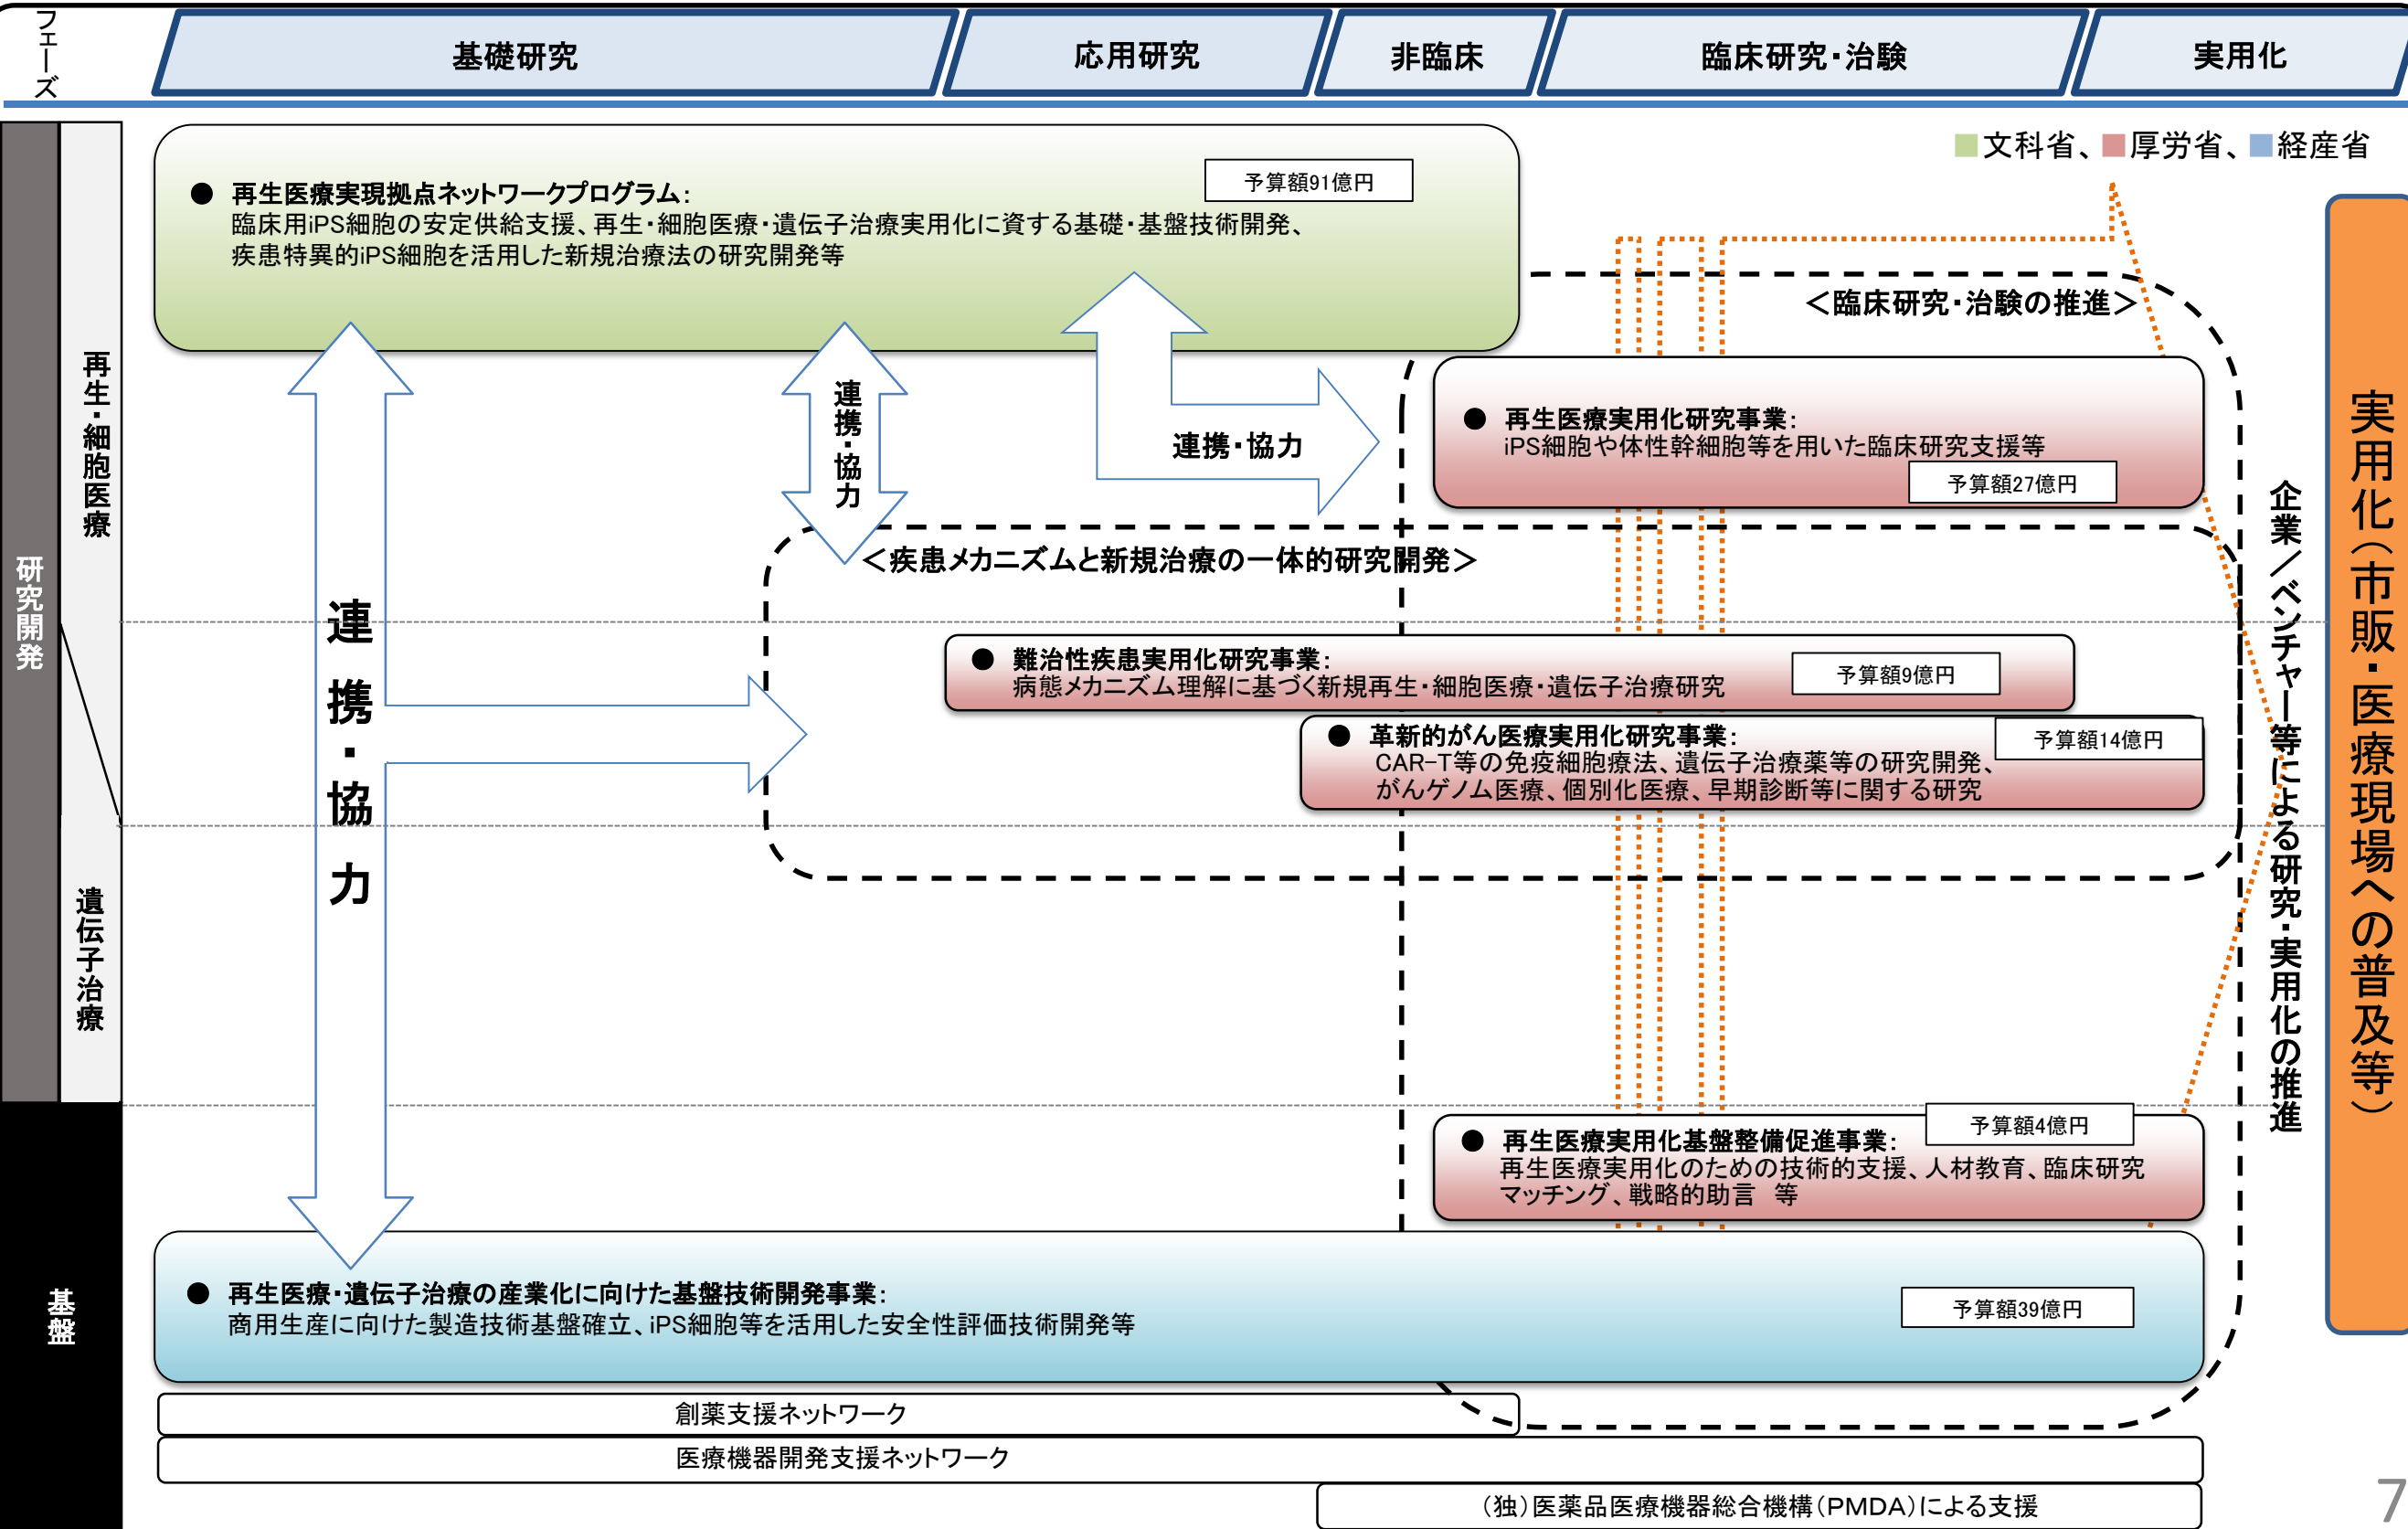 フェーズ
基礎研究
応用研究
非臨床
臨床研究・治験
実用化
■文科省、■厚労省、■経産省
研究開発
再生・細胞医療
遺伝子治療
基盤
● 再生医療実現拠点ネットワークプログラム：
予算額91億円
臨床用iPS細胞の安定供給支援、再生・細胞医療・遺伝子治療実用化に資する基礎・基盤技術開発、
疾患特異的iPS細胞を活用した新規治療法の研究開発等
＜臨床研究・治験の推進＞
連携・協力
連携・協力
連携・協力
● 再生医療実用化研究事業：
iPS細胞や体性幹細胞等を用いた臨床研究支援等
予算額27億円
＜疾患メカニズムと新規治療の一体的研究開発＞
● 難治性疾患実用化研究事業：
病態メカニズム理解に基づく新規再生・細胞医療・遺伝子治療研究
予算額9億円
● 革新的がん医療実用化研究事業：
予算額14億円
CAR-T等の免疫細胞療法、遺伝子治療薬等の研究開発、
がんゲノム医療、個別化医療、早期診断等に関する研究
● 再生医療実用化基盤整備促進事業：
予算額4億円
再生医療実用化のための技術的支援、人材教育、臨床研究
マッチング、戦略的助言　等
● 再生医療・遺伝子治療の産業化に向けた基盤技術開発事業：
商用生産に向けた製造技術基盤確立、iPS細胞等を活用した安全性評価技術開発等
予算額39億円
企業／ベンチャー等による研究・実用化の推進
実用化（市販・医療現場への普及等）
創薬支援ネットワーク
医療機器開発支援ネットワーク
（独）医薬品医療機器総合機構（PMDA）による支援
7